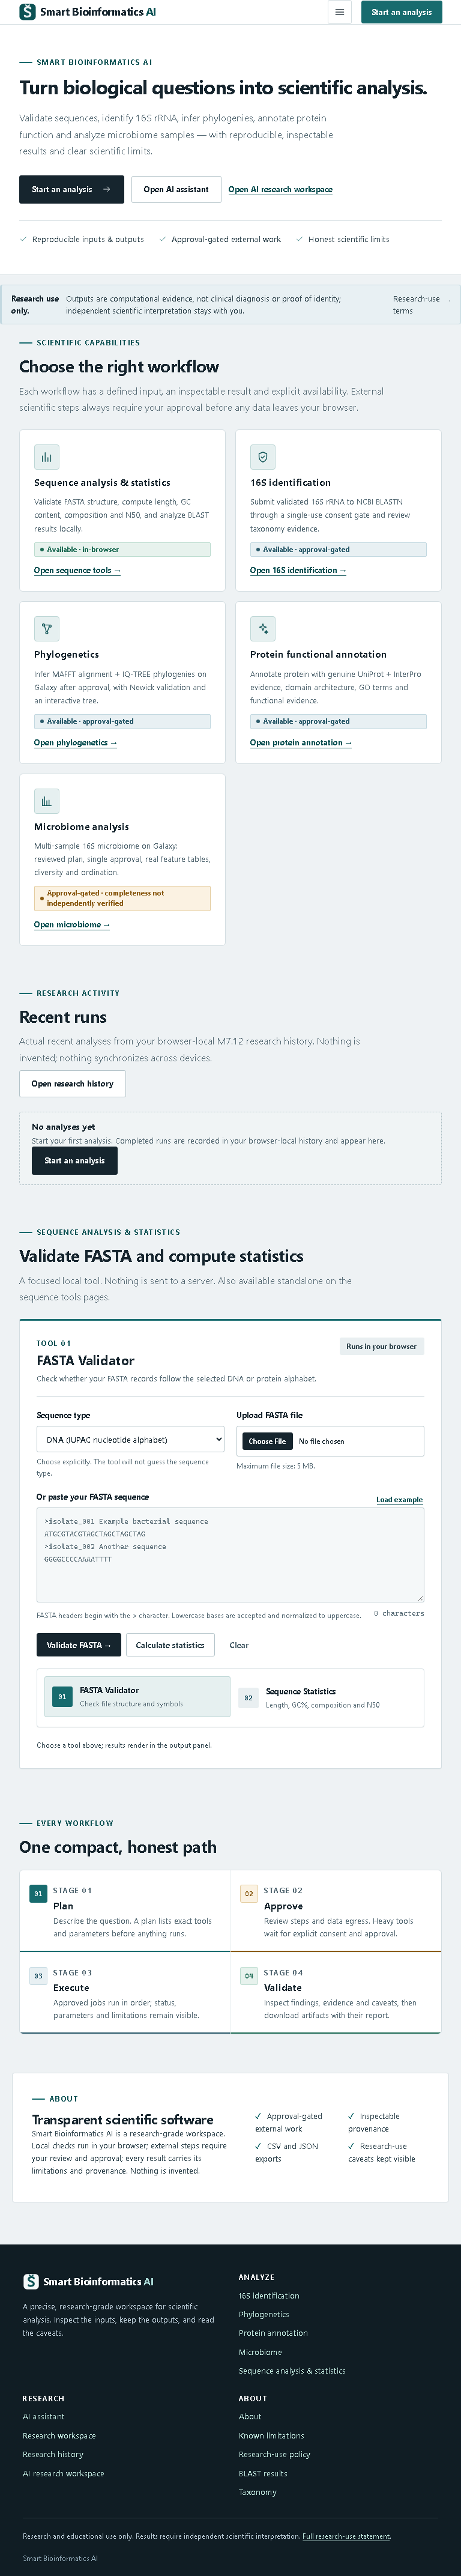 Smart Bioinformatics AI
Start an analysis
SMART BIOINFORMATICS AI
Turn biological questions into scientific analysis.
Validate sequences, identify 16S rRNA, infer phylogenies, annotate protein
function and analyze microbiome samples — with reproducible, inspectable
results and clear scientific limits.
Start an analysis →
Open AI assistant
Open AI research workspace
✓ Reproducible inputs & outputs
✓ Approval-gated external work
✓ Honest scientific limits
Research use only.
Outputs are computational evidence, not clinical diagnosis or proof of identity;
independent scientific interpretation stays with you.
Research-use terms.
SCIENTIFIC CAPABILITIES
Choose the right workflow
Each workflow has a defined input, an inspectable result and explicit availability. External
scientific steps always require your approval before any data leaves your browser.
Sequence analysis & statistics
Validate FASTA structure, compute length, GC
content, composition and N50, and analyze BLAST
results locally.
Available · in-browser
Open sequence tools →
16S identification
Submit validated 16S rRNA to NCBI BLASTN
through a single-use consent gate and review
taxonomy evidence.
Available · approval-gated
Open 16S identification →
Phylogenetics
Infer MAFFT alignment + IQ-TREE phylogenies on
Galaxy after approval, with Newick validation and
an interactive tree.
Available · approval-gated
Open phylogenetics →
Protein functional annotation
Annotate protein with genuine UniProt + InterPro
evidence, domain architecture, GO terms and
functional evidence.
Available · approval-gated
Open protein annotation →
Microbiome analysis
Multi-sample 16S microbiome on Galaxy:
reviewed plan, single approval, real feature tables,
diversity and ordination.
Approval-gated · completeness not
independently verified
Open microbiome →
RESEARCH ACTIVITY
Recent runs
Actual recent analyses from your browser-local M7.12 research history. Nothing is
invented; nothing synchronizes across devices.
Open research history
No analyses yet
Start your first analysis. Completed runs are recorded in your browser-local history and appear here.
Start an analysis
SEQUENCE ANALYSIS & STATISTICS
Validate FASTA and compute statistics
A focused local tool. Nothing is sent to a server. Also available standalone on the
sequence tools pages.
TOOL 01
FASTA Validator
Runs in your browser
Check whether your FASTA records follow the selected DNA or protein alphabet.
Sequence type
DNA (IUPAC nucleotide alphabet)
Choose explicitly. The tool will not guess the sequence
type.
Upload FASTA file
Choose File No file chosen
Maximum file size: 5 MB.
Or paste your FASTA sequence
Load example
>isolate_001 Example bacterial sequence
ATGCGTACGTAGCTAGCTAGCTAG
>isolate_002 Another sequence
GGGGCCCCAAAATTTT
FASTA headers begin with the > character. Lowercase bases are accepted and normalized to uppercase.
0 characters
Validate FASTA →
Calculate statistics
Clear
01
FASTA Validator
Check file structure and symbols
02
Sequence Statistics
Length, GC%, composition and N50
Choose a tool above; results render in the output panel.
EVERY WORKFLOW
One compact, honest path
01
STAGE 01
Plan
Describe the question. A plan lists exact tools
and parameters before anything runs.
02
STAGE 02
Approve
Review steps and data egress. Heavy tools
wait for explicit consent and approval.
03
STAGE 03
Execute
Approved jobs run in order; status,
parameters and limitations remain visible.
04
STAGE 04
Validate
Inspect findings, evidence and caveats, then
download artifacts with their report.
ABOUT
Transparent scientific software
Smart Bioinformatics AI is a research-grade workspace.
Local checks run in your browser; external steps require
your review and approval; every result carries its
limitations and provenance. Nothing is invented.
✓ Approval-gated
external work
✓ Inspectable
provenance
✓ CSV and JSON
exports
✓ Research-use
caveats kept visible
Smart Bioinformatics AI
A precise, research-grade workspace for scientific
analysis. Inspect the inputs, keep the outputs, and read
the caveats.
ANALYZE
16S identification
Phylogenetics
Protein annotation
Microbiome
Sequence analysis & statistics
RESEARCH
AI assistant
Research workspace
Research history
AI research workspace
ABOUT
About
Known limitations
Research-use policy
BLAST results
Taxonomy
Research and educational use only. Results require independent scientific interpretation. Full research-use statement.
Smart Bioinformatics AI